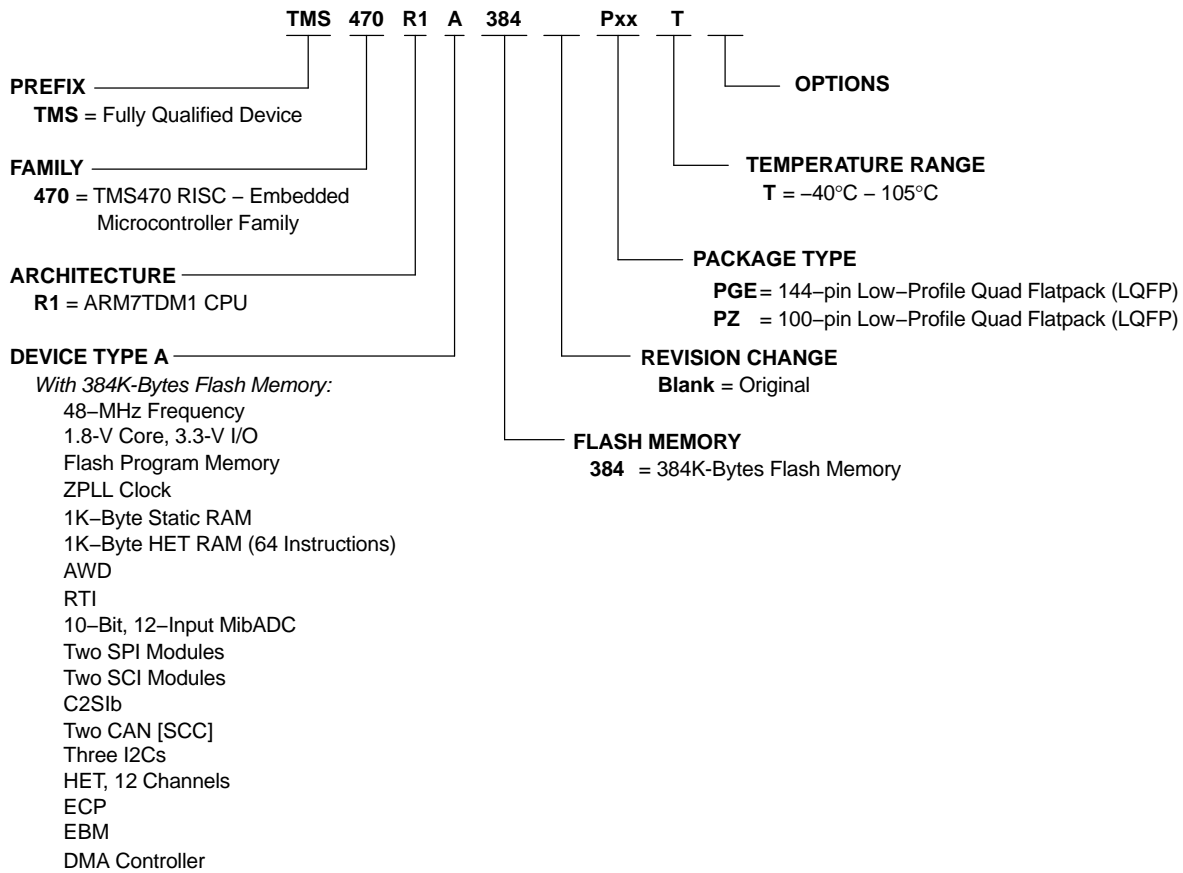 TMS 470 R1 A 384 Pxx T
PREFIX
TMS = Fully Qualified Device
FAMILY
470 = TMS470 RISC − Embedded
Microcontroller Family
ARCHITECTURE
R1 = ARM7TDM1 CPU
DEVICE TYPE A
With 384K-Bytes Flash Memory:
48−MHz Frequency
1.8-V Core, 3.3-V I/O
Flash Program Memory
ZPLL Clock
1K−Byte Static RAM
1K−Byte HET RAM (64 Instructions)
AWD
RTI
10−Bit, 12−Input MibADC
Two SPI Modules
Two SCI Modules
C2SIb
Two CAN [SCC]
Three I2Cs
HET, 12 Channels
ECP
EBM
DMA Controller
OPTIONS
TEMPERATURE RANGE
T = −40°C − 105°C
PACKAGE TYPE
PGE = 144−pin Low−Profile Quad Flatpack (LQFP)
PZ = 100−pin Low−Profile Quad Flatpack (LQFP)
REVISION CHANGE
Blank = Original
FLASH MEMORY
384 = 384K-Bytes Flash Memory